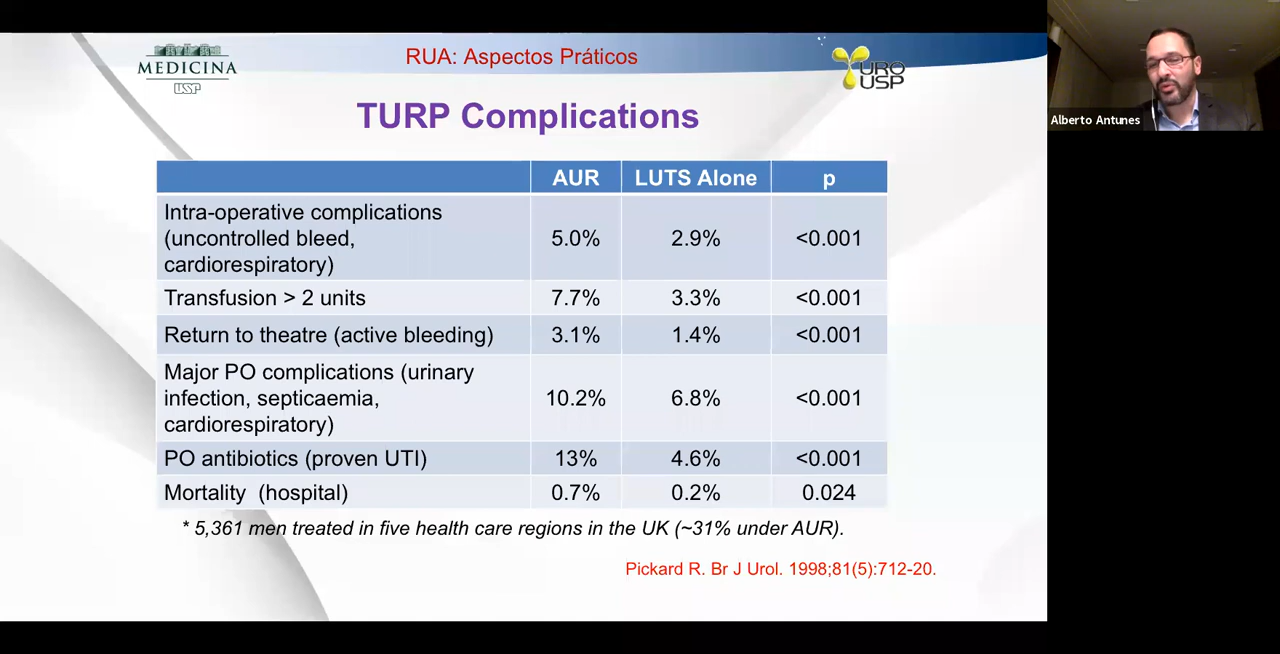 MEDICINA
USP
RUA: Aspectos Práticos
URO
USP
Alberto Antunes
TURP Complications
AUR LUTS Alone p
Intra-operative complications
(uncontrolled bleed,
cardiorespiratory) 5.0% 2.9% <0.001
Transfusion > 2 units 7.7% 3.3% <0.001
Return to theatre (active bleeding) 3.1% 1.4% <0.001
Major PO complications (urinary
infection, septicaemia,
cardiorespiratory) 10.2% 6.8% <0.001
PO antibiotics (proven UTI) 13% 4.6% <0.001
Mortality (hospital) 0.7% 0.2% 0.024
* 5,361 men treated in five health care regions in the UK (~31% under AUR).
Pickard R. Br J Urol. 1998;81(5):712-20.